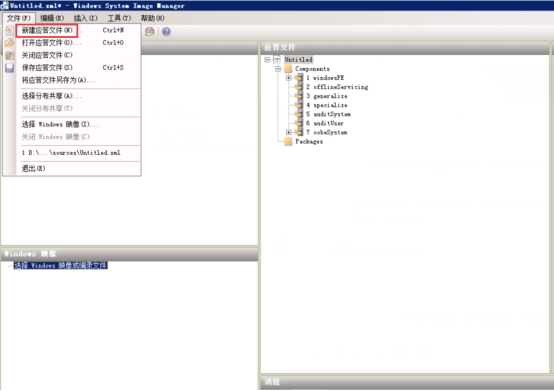 Untitled.xml* - Windows System Image Manager
文件(F) 编辑(E) 插入(I) 工具(T) 帮助(H)
新建应答文件(N)... Ctrl+N
打开应答文件(O)... Ctrl+O
关闭应答文件(C)
保存应答文件(S) Ctrl+S
将应答文件另存为(A)...
选择分布共享(A)...
关闭分布共享(I)
选择 Windows 映像(I)...
关闭 Windows 映像(C)
1 D:\...\sources\Untitled.xml
退出(E)
应答文件
Untitled
Components
1 windowsPE
2 offlineServicing
3 generalize
4 specialize
5 auditSystem
6 auditUser
7 oobeSystem
Packages
Windows 映像
选择 Windows 映像或编录文件
消息